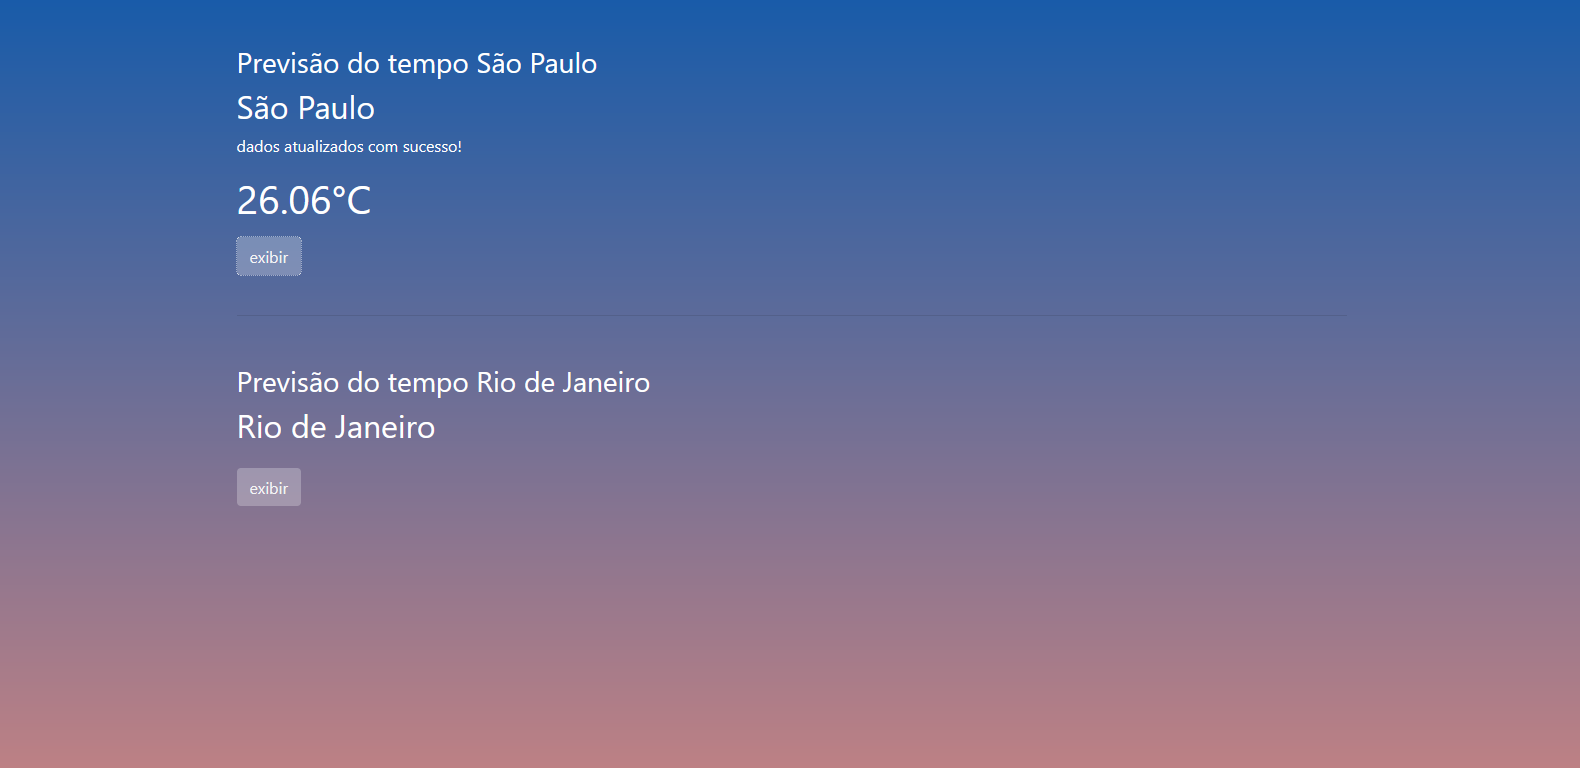 Previsão do tempo São Paulo
São Paulo
dados atualizados com sucesso!
26.06°C
exibir
Previsão do tempo Rio de Janeiro
Rio de Janeiro
exibir